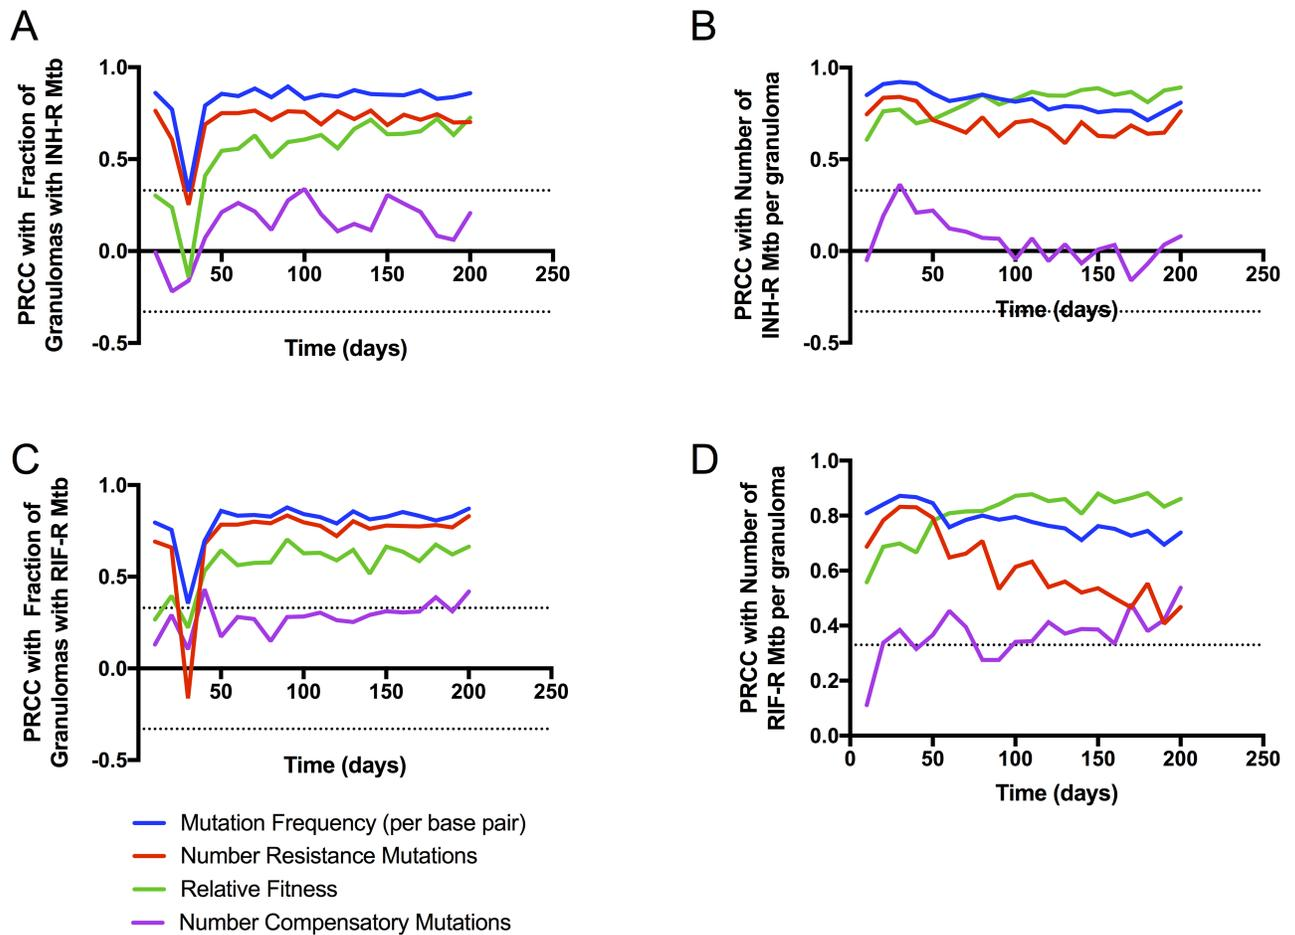 A
PRCC with Fraction of
Granulomas with INH-R Mtb
1.0
0.5
0.0
-0.5
50
100
150
200
250
Time (days)
B
PRCC with Number of
INH-R Mtb per granuloma
1.0
0.5
0.0
-0.5
50
100
150
200
250
Time (days)
C
PRCC with Fraction of
Granulomas with RIF-R Mtb
1.0
0.5
0.0
-0.5
50
100
150
200
250
Time (days)
D
PRCC with Number of
RIF-R Mtb per granuloma
1.0
0.8
0.6
0.4
0.2
0.0
0
50
100
150
200
250
Time (days)
Mutation Frequency (per base pair)
Number Resistance Mutations
Relative Fitness
Number Compensatory Mutations